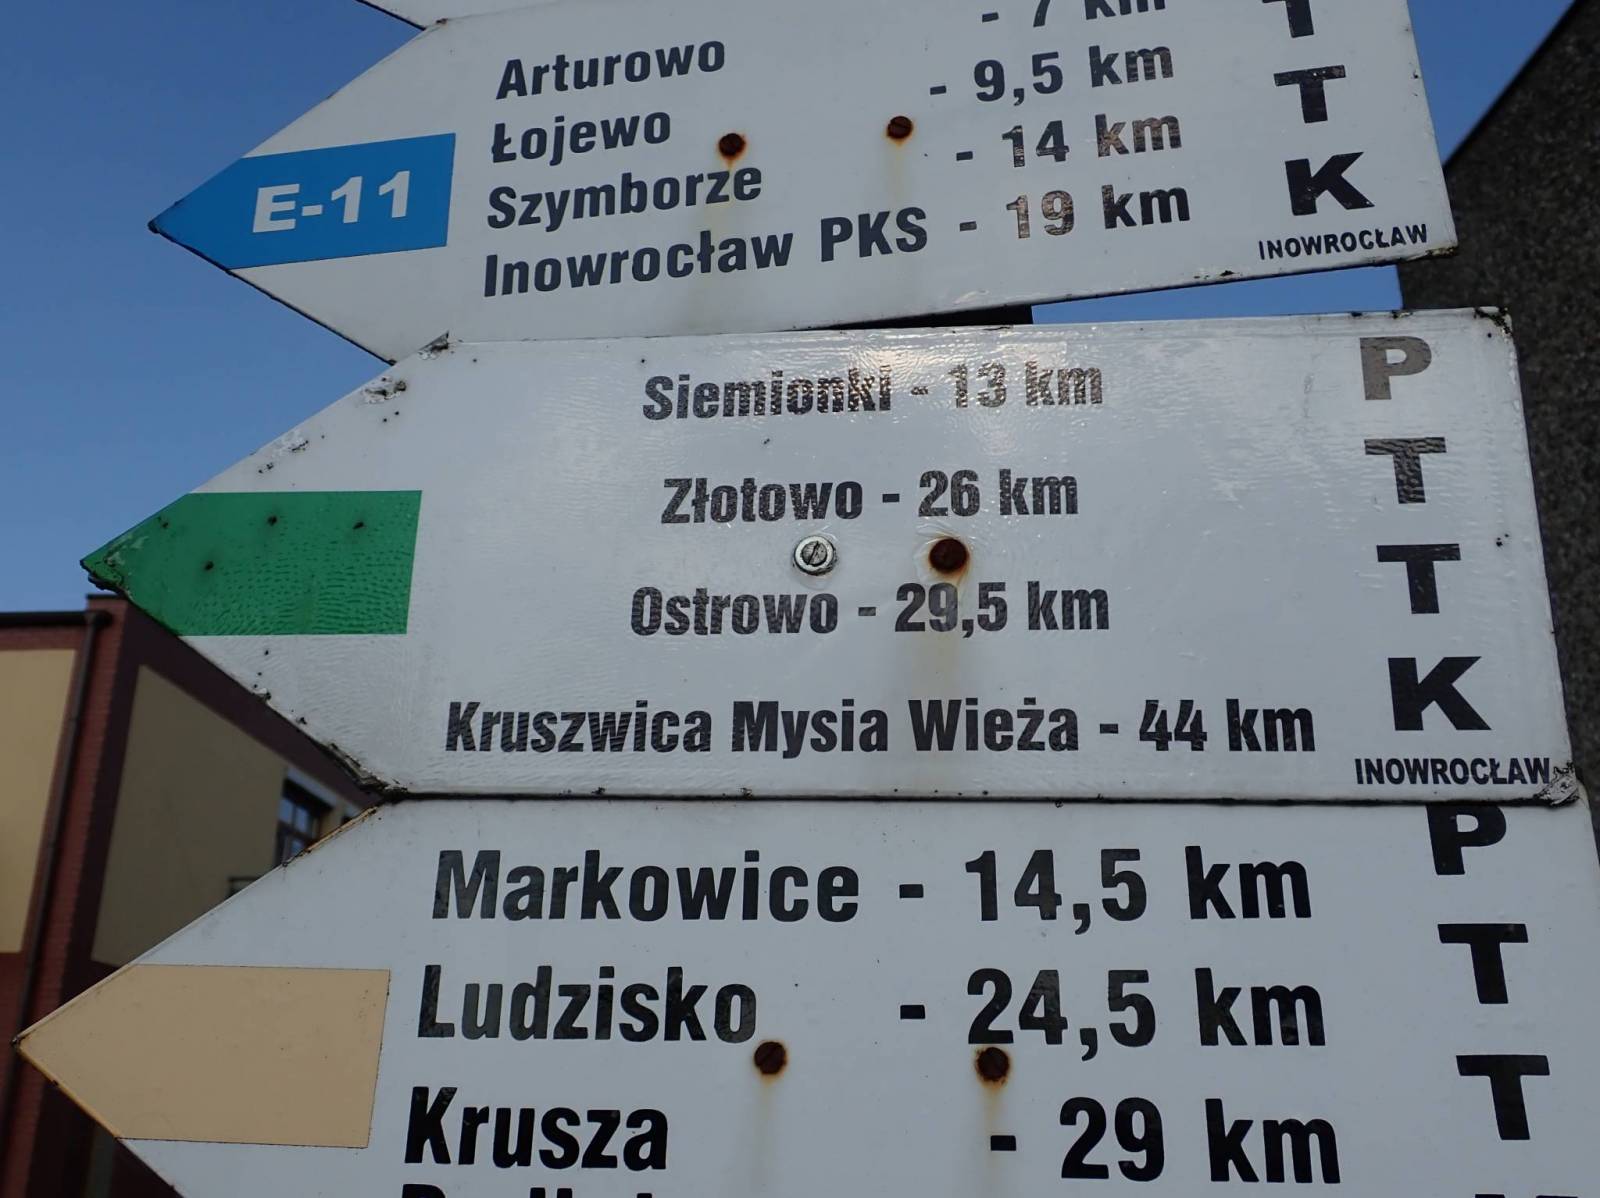 Arturowo - 7 km
Łojewo - 9,5 km
Szymborze - 14 km
Inowrocław PKS - 19 km
E-11
T
T
K
INOWROCŁAW
Siemionki - 13 km
Złotowo - 26 km
Ostrowo - 29,5 km
Kruszwica Mysia Wieża - 44 km
P
T
T
K
INOWROCŁAW
Markowice - 14,5 km
Ludzisko - 24,5 km
Krusza - 29 km
P
T
T